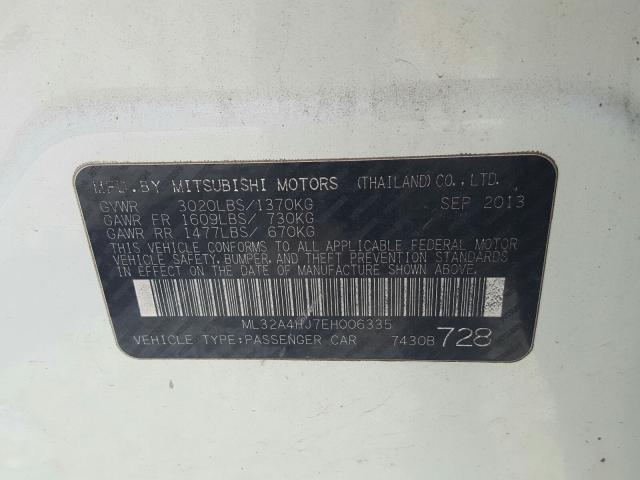 MFD.BY MITSUBISHI MOTORS (THAILAND)CO.,LTD.
GVWR 3020LBS/1370KG SEP 2013
GAWR FR 1609LBS/ 730KG
GAWR RR 1477LBS/ 670KG
THIS VEHICLE CONFORMS TO ALL APPLICABLE FEDERAL MOTOR
VEHICLE SAFETY, BUMPER, AND THEFT PREVENTION STANDARDS
IN EFFECT ON THE DATE OF MANUFACTURE SHOWN ABOVE.
ML32A4HJ7EH006335
VEHICLE TYPE:PASSENGER CAR 7430B 728